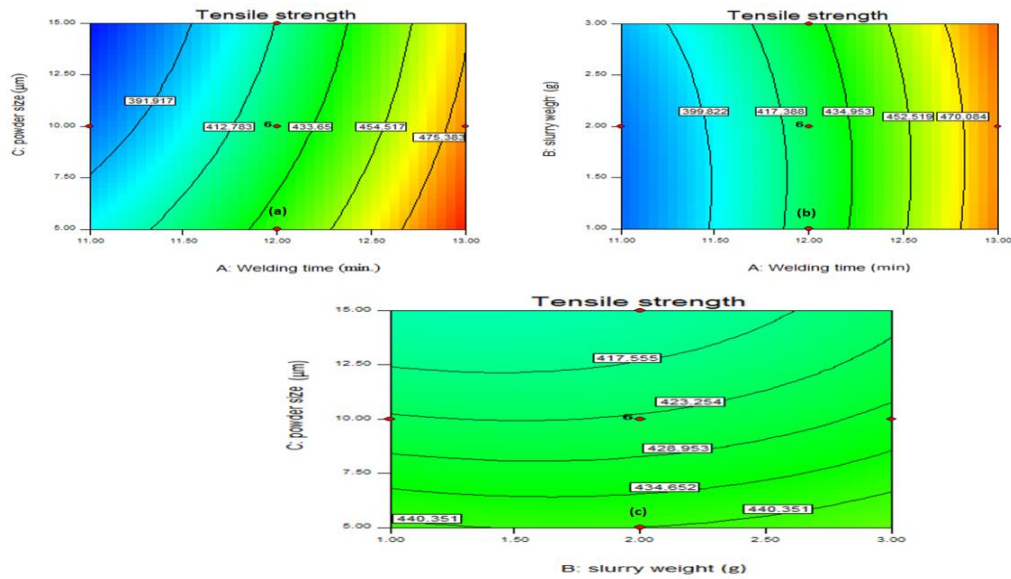 Tensile strength
15.00
12.50
10.00
7.50
5.00
C: powder size (µm)
391.917
412.783
6
433.65
454.517
475.383
(a)
11.00 11.50 12.00 12.50 13.00
A: Welding time (min.)
Tensile strength
3.00
2.50
2.00
1.50
1.00
B: slurry weigh (g)
399.822
417.388
6
434.953
452.519
470.084
(b)
11.00 11.50 12.00 12.50 13.00
A: Welding time (min)
Tensile strength
15.00
12.50
10.00
7.50
5.00
C: powder size (µm)
417.555
423.254
6
428.953
434.652
440.351
440.351
(c)
1.00 1.50 2.00 2.50 3.00
B: slurry weight (g)